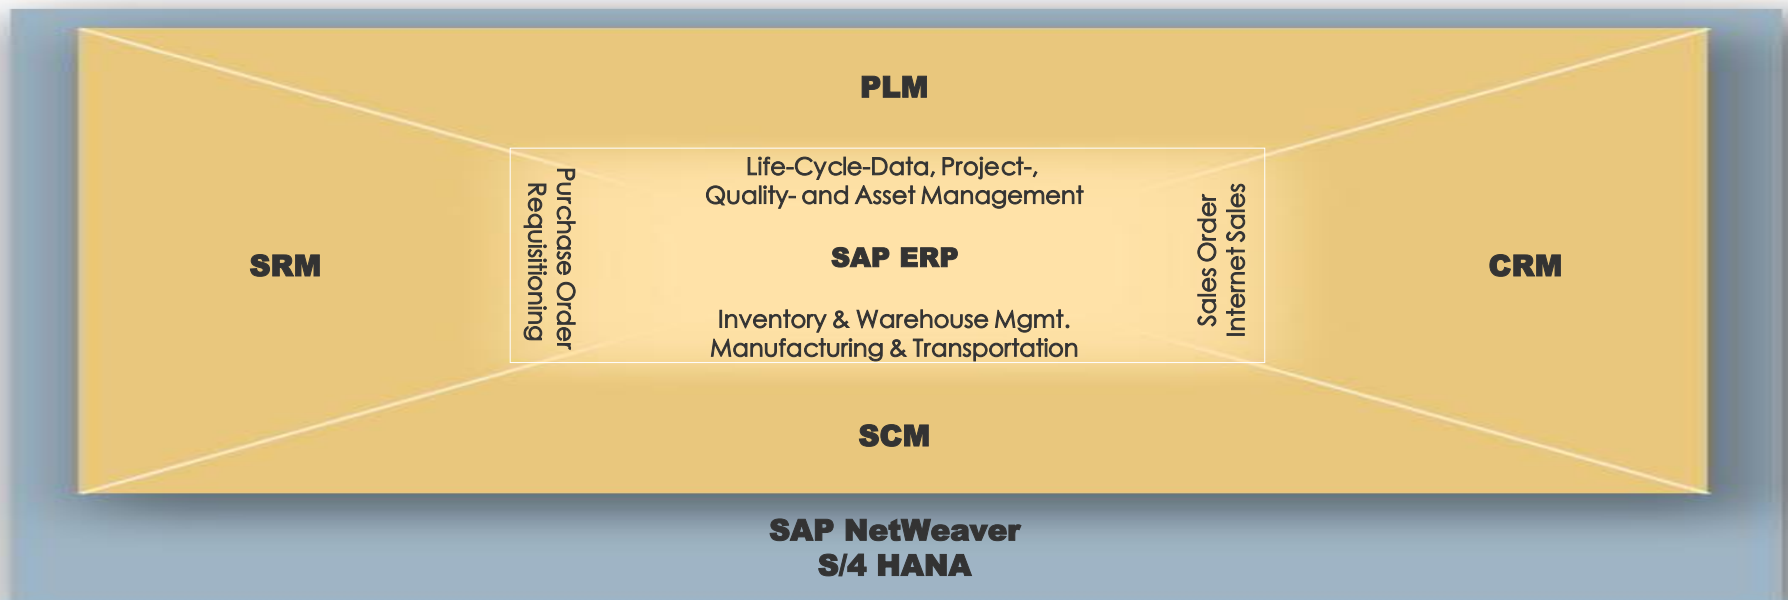 PLM
Life-Cycle-Data, Project-,
Quality- and Asset Management
SRM
Purchase Order
Requisitioning
SAP ERP
Sales Order
Internet Sales
CRM
Inventory & Warehouse Mgmt.
Manufacturing & Transportation
SCM
SAP NetWeaver
S/4 HANA